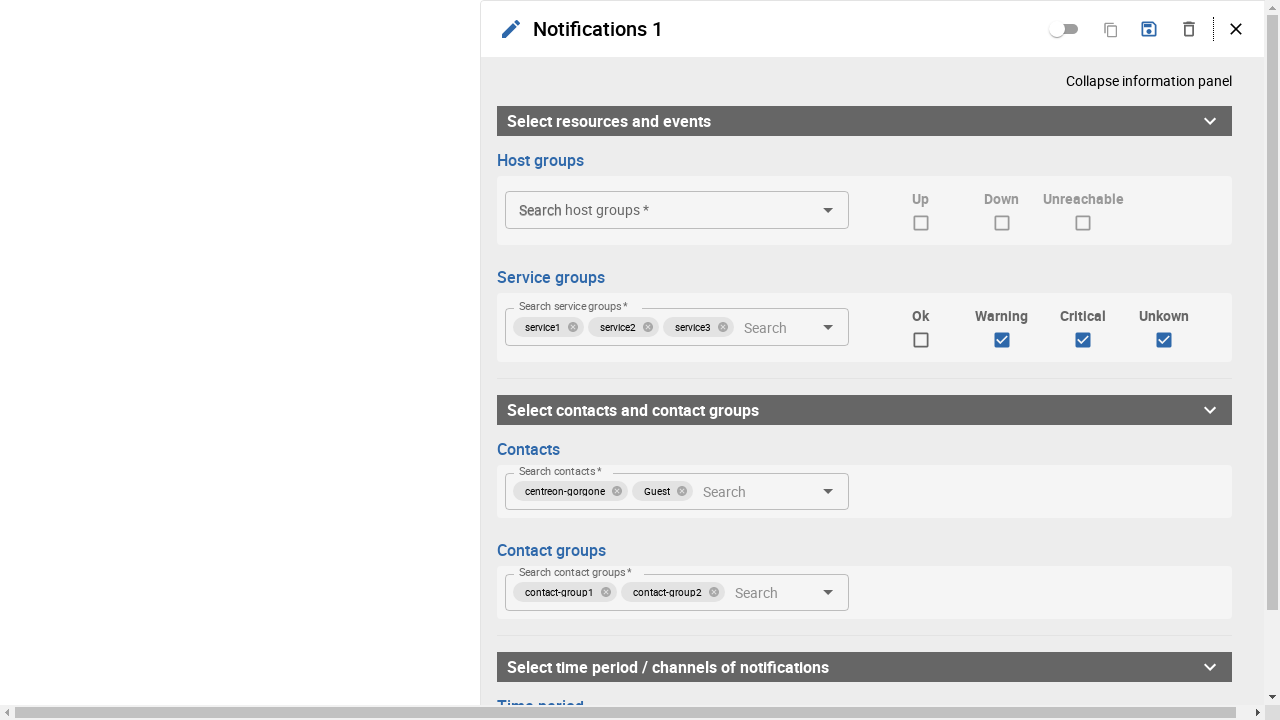 Notifications 1
Collapse information panel
Select resources and events
Host groups
Search host groups *
Up
Down
Unreachable
Service groups
Search service groups *
service1
service2
service3
Search
Ok
Warning
Critical
Unkown
Select contacts and contact groups
Contacts
Search contacts *
centreon-gorgone
Guest
Search
Contact groups
Search contact groups *
contact-group1
contact-group2
Search
Select time period / channels of notifications
Time period